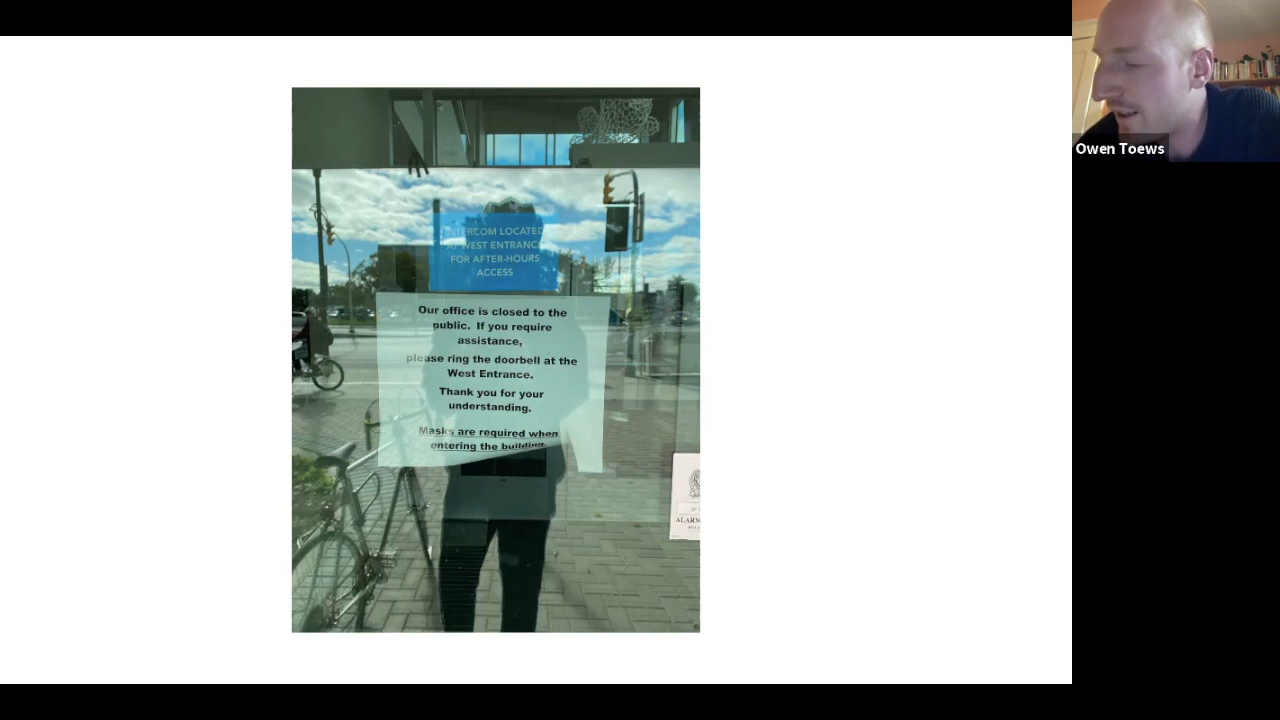 Owen Toews
INTERCOM LOCATED
AT WEST ENTRANCE
FOR AFTER-HOURS
ACCESS
Our office is closed to the
public. If you require
assistance,
please ring the doorbell at the
West Entrance.
Thank you for your
understanding.
Masks are required when
entering the building.
ALARM